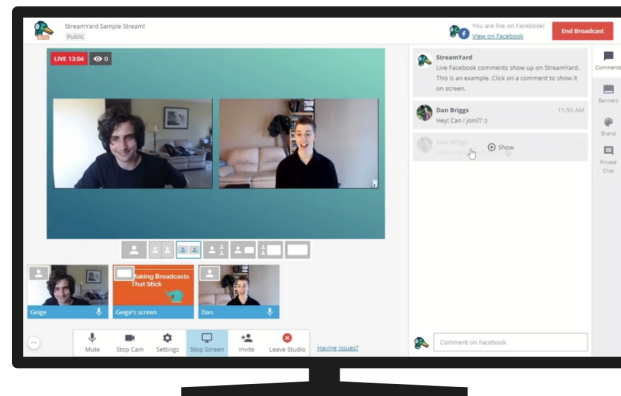 StreamYard Sample Stream!
Public
You are live on Facebook!
View on Facebook
End Broadcast
LIVE 13:04
0
StreamYard
Live Facebook comments show up on StreamYard.
This is an example. Click on a comment to show it
on screen.
Dan Briggs 11:50 AM
Hey! Can I join?? :)
Dan Briggs
Show
Comments
Banners
Brand
Private
Chat
Making Broadcasts
That Stick
Geige
Geige's screen
Dan
Mute
Stop Cam
Settings
Stop Screen
Invite
Leave Studio
Having issues?
Comment on Facebook